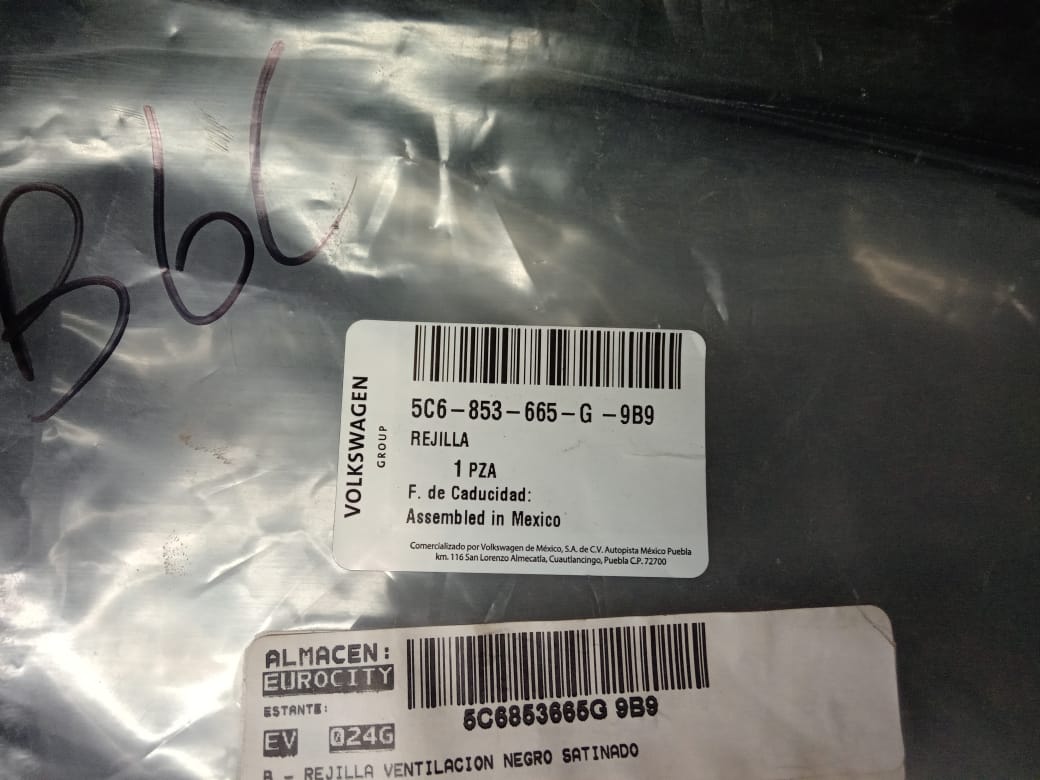 B6L
VOLKSWAGEN
GROUP
5C6-853-665-G -9B9
REJILLA
1 PZA
F. de Caducidad:
Assembled in Mexico
Comercializado por Volkswagen de México, S.A. de C.V. Autopista México Puebla
km. 116 San Lorenzo Almecatla, Cuautlancingo, Puebla C.P. 72700
ALMACEN:
EUROCITY
ESTANTE:
EV 024G
5C6853665G 9B9
B - REJILLA VENTILACION NEGRO SATINADO